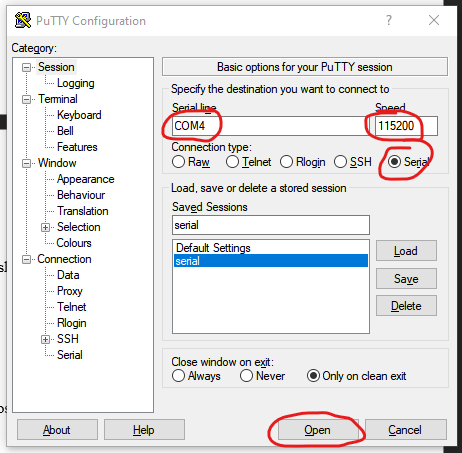 PuTTY Configuration
? ×
Category:
Session
Logging
Terminal
Keyboard
Bell
Features
Window
Appearance
Behaviour
Translation
Selection
Colours
Connection
Data
Proxy
Telnet
Rlogin
SSH
Serial
Basic options for your PuTTY session
Specify the destination you want to connect to
Serial line Speed
COM4 115200
Connection type:
Raw Telnet Rlogin SSH Serial
Load, save or delete a stored session
Saved Sessions
serial
Default Settings
serial
Load
Save
Delete
Close window on exit:
Always Never Only on clean exit
About Help Open Cancel